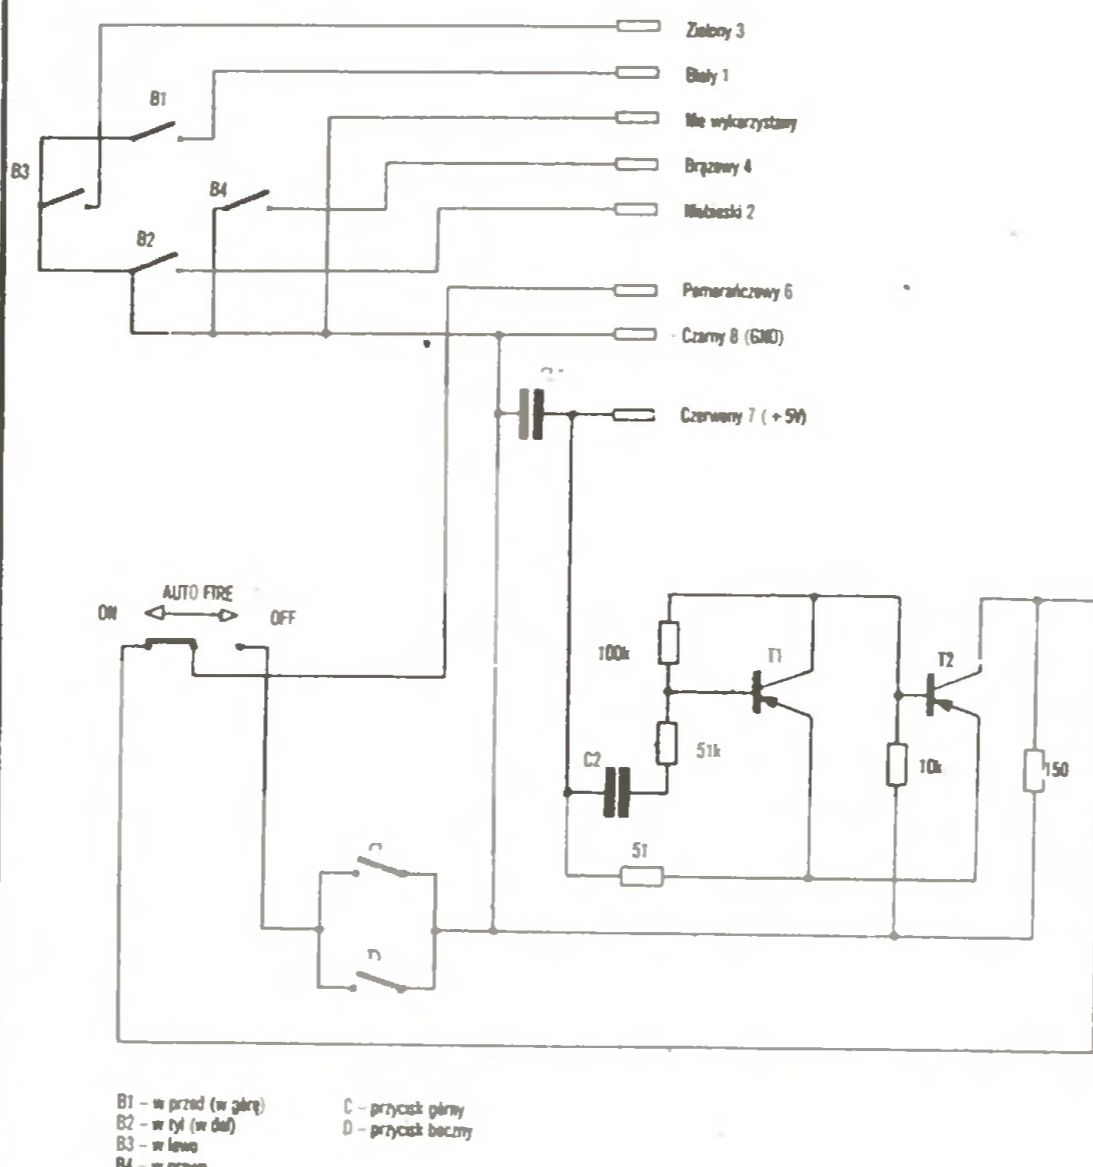 Zielony 3
Biały 1
B1
Nie wykorzystany
B3
Brązowy 4
B4
Niebieski 2
B2
Pomarańczowy 6
Czarny 8 (GND)
Czerwony 7 (+5V)
AUTO FIRE
ON
OFF
100k
T1
T2
C2
51k
10k
150
51
B1 – w przód (w górę)
B2 – w tył (w dół)
B3 – w lewo
B4 – w prawo
C – przycisk górny
D – przycisk boczny